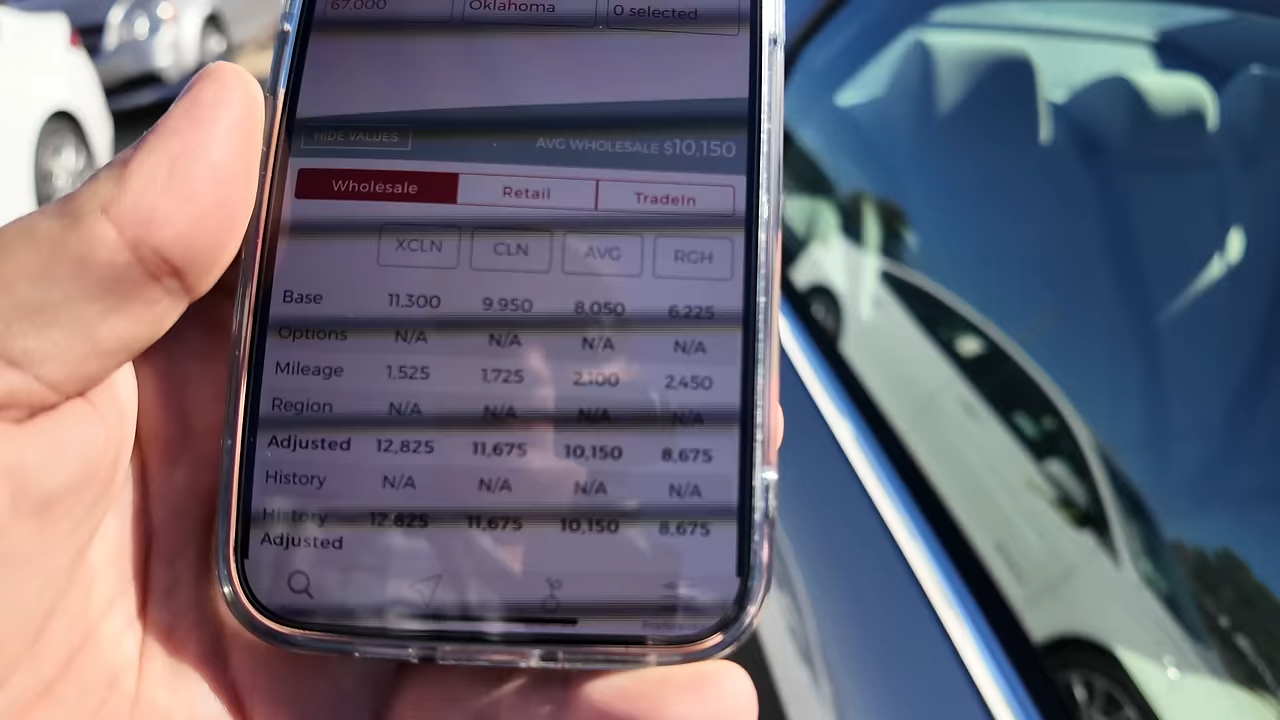 67,000 Oklahoma 0 selected
HIDE VALUES AVG WHOLESALE $10,150
Wholesale Retail TradeIn
XCLN CLN AVG RGH
Base 11,300 9,950 8,050 6,225
Options N/A N/A N/A N/A
Mileage 1,525 1,725 2,100 2,450
Region N/A N/A N/A N/A
Adjusted 12,825 11,675 10,150 8,675
History N/A N/A N/A N/A
History Adjusted 12,825 11,675 10,150 8,675